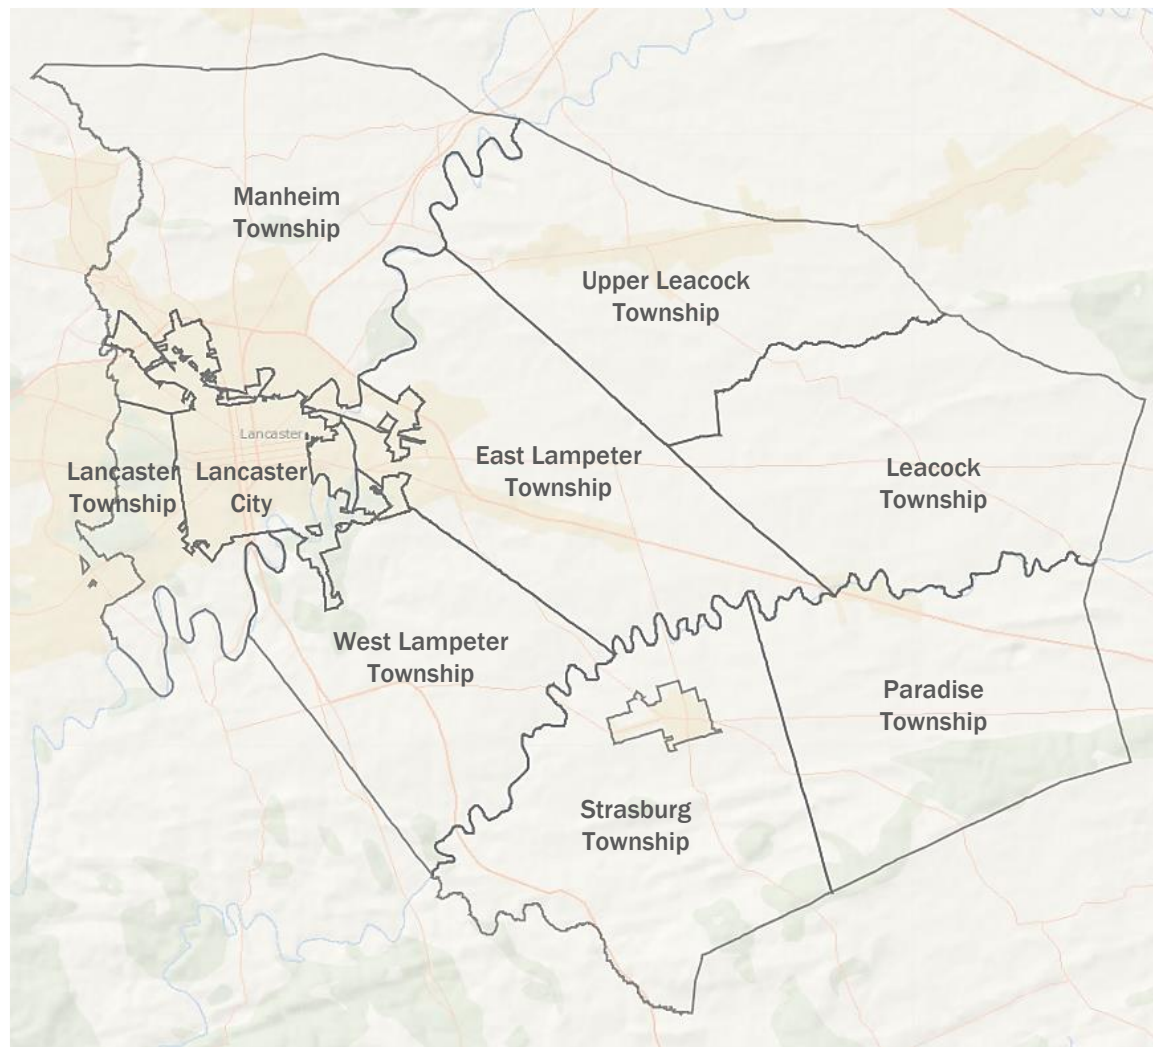 Manheim
Township
Upper Leacock
Township
Lancaster
East Lampeter
Township
Lancaster
Township
Lancaster
City
Leacock
Township
West Lampeter
Township
Paradise
Township
Strasburg
Township